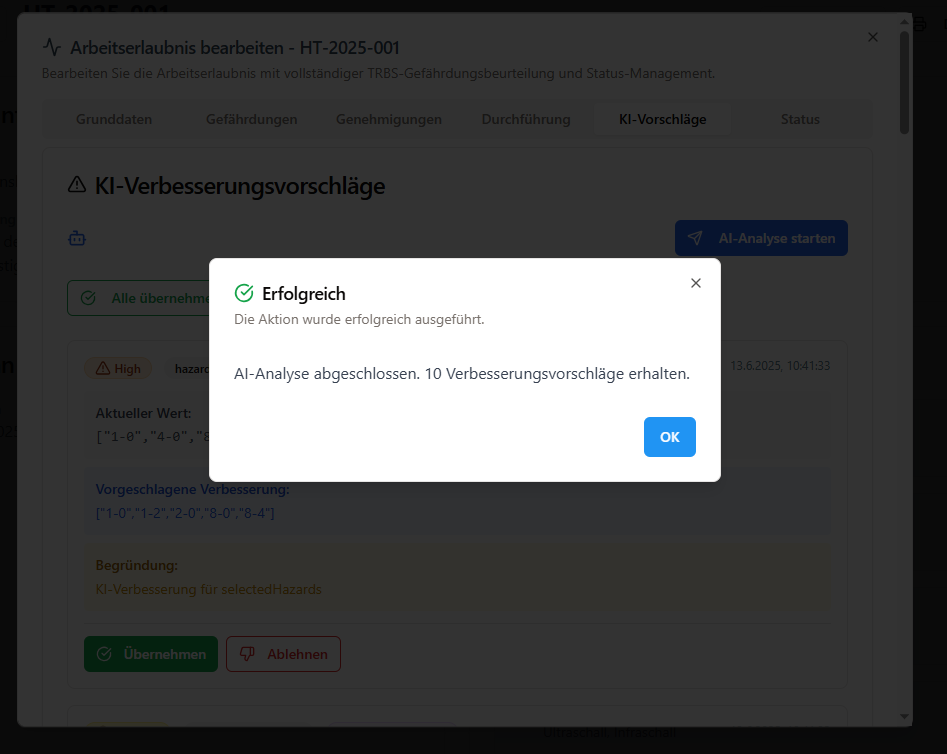 HT-2025-001
Arbeitserlaubnis bearbeiten - HT-2025-001
Bearbeiten Sie die Arbeitserlaubnis mit vollständiger TRBS-Gefährdungsbeurteilung und Status-Management.
Grunddaten Gefährdungen Genehmigungen Durchführung KI-Vorschläge Status
KI-Verbesserungsvorschläge
AI-Analyse starten
Alle übernehme
Erfolgreich
Die Aktion wurde erfolgreich ausgeführt.
AI-Analyse abgeschlossen. 10 Verbesserungsvorschläge erhalten.
OK
High hazard 13.6.2025, 10:41:33
Aktueller Wert:
["1-0","4-0","8
Vorgeschlagene Verbesserung:
["1-0","1-2","2-0","8-0","8-4"]
Begründung:
KI-Verbesserung für selectedHazards
Übernehmen Ablehnen